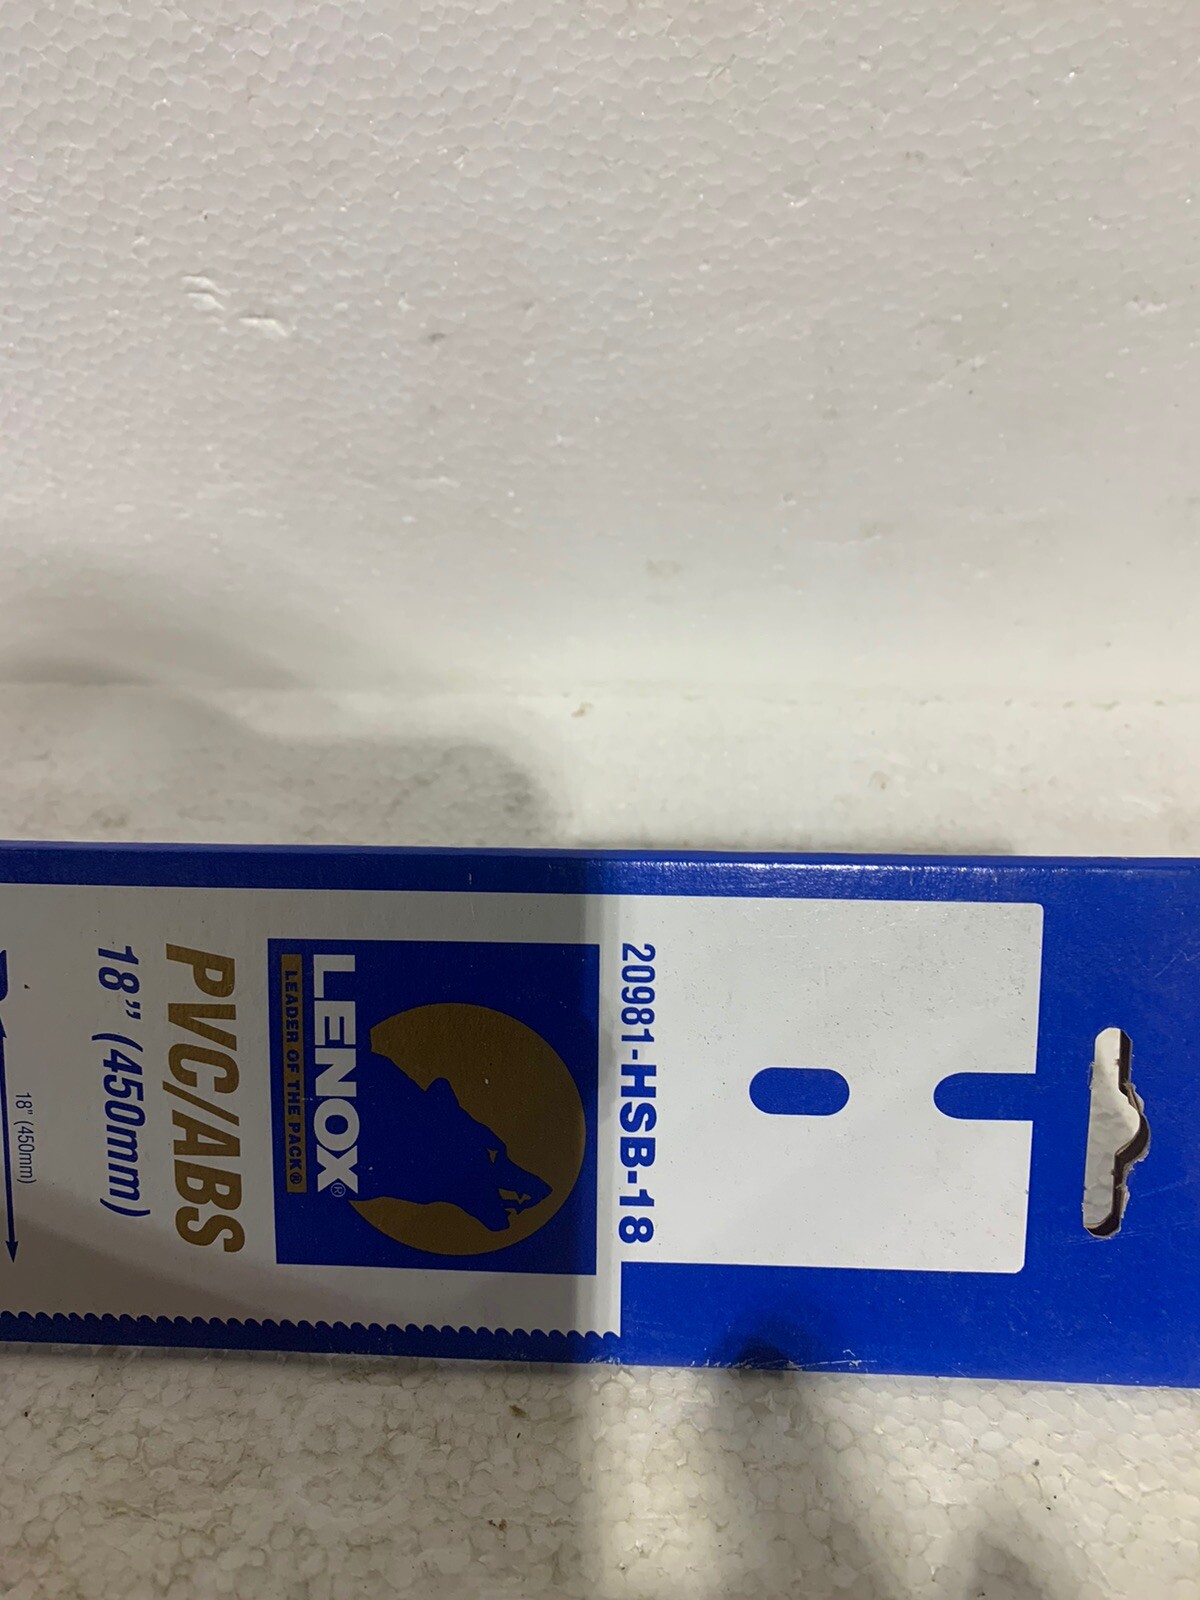 20981-HSB-18
LENOX®
LEADER OF THE PACK®
PVC/ABS
18” (450mm)
18" (450mm)